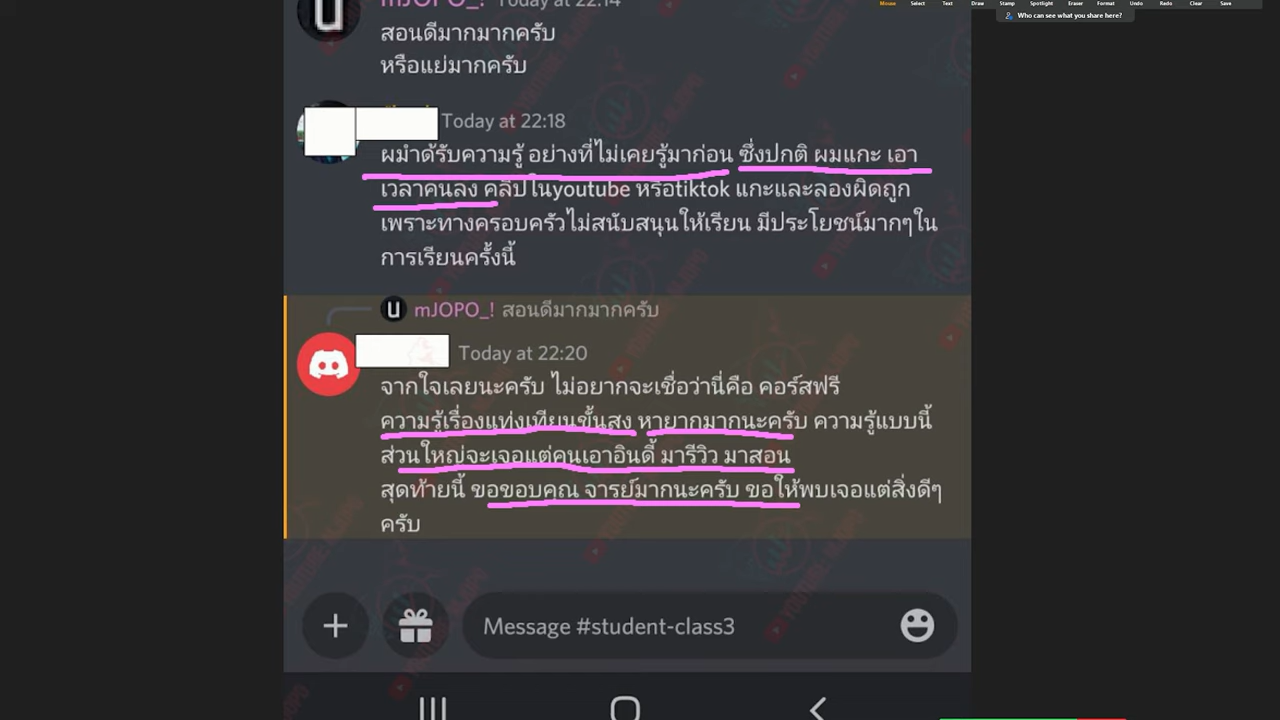 Mouse Select Text Draw Stamp Spotlight Eraser Format Undo Redo Clear Save
Who can see what you share here?
mJOPO_! Today at 22:14
สอนดีมากมากครับ
หรือแย่มากครับ
Today at 22:18
ผมำด้รับความรู้ อย่างที่ไม่เคยรู้มาก่อน ซึ่งปกติ ผมแกะ เอา
เวลาคนลง คลิปในyoutube หรือtiktok แกะและลองผิดถูก
เพราะทางครอบครัวไม่สนับสนุนให้เรียน มีประโยชน์มากๆใน
การเรียนครั้งนี้
mJOPO_! สอนดีมากมากครับ
Today at 22:20
จากใจเลยนะครับ ไม่อยากจะเชื่อว่านี่คือ คอร์สฟรี
ความรู้เรื่องแท่งเทียนขั้นสูง หายากมากนะครับ ความรู้แบบนี้
ส่วนใหญ่จะเจอแต่คนเอาอินดี้ มารีวิว มาสอน
สุดท้ายนี้ ขอขอบคุณ จารย์มากนะครับ ขอให้พบเจอแต่สิ่งดีๆ
ครับ
Message #student-class3